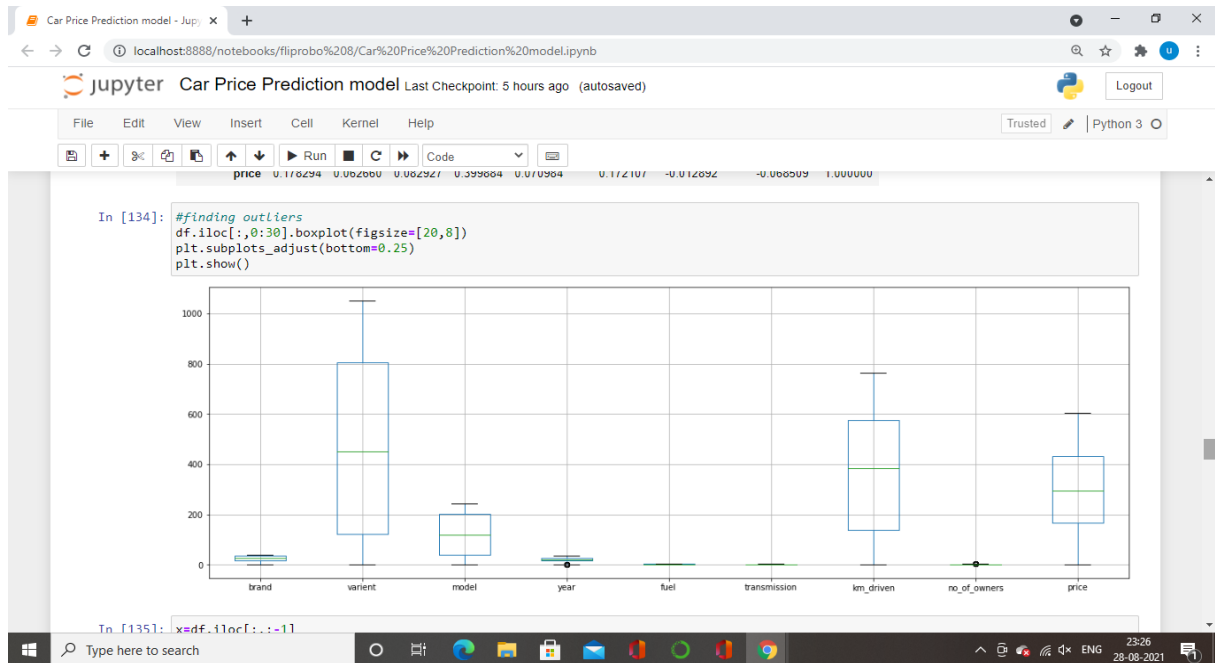 Car Price Prediction model - Jup
localhost:8888/notebooks/fliprobo%208/Car%20Price%20Prediction%20model.ipynb
u
jupyter Car Price Prediction model Last Checkpoint: 5 hours ago (autosaved)
Logout
File Edit View Insert Cell Kernel Help
Trusted Python 3
Run Code
price 0.178294 0.062660 0.082927 0.399884 0.070984 0.172107 -0.012892 -0.068509 1.000000
In [134]: #finding outliers
df.iloc[:,0:30].boxplot(figsize=[20,8])
plt.subplots_adjust(bottom=0.25)
plt.show()
1000
800
600
400
200
0
brand varient model year fuel transmission km_driven no_of_owners price
In [135]: x=df.iloc[:,:-1]
Type here to search
ENG
23:26
28-08-2021
1